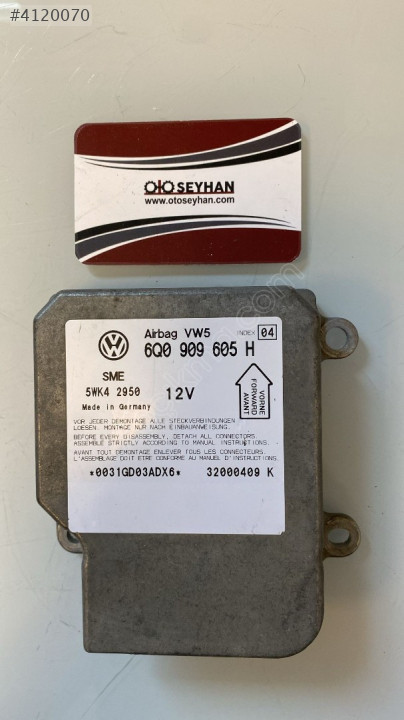 #4120070
OTO SEYHAN
www.otoseyhan.com
Airbag VW5 INDEX 04
6Q0 909 605 H
SME
5WK4 2950 12V
Made in Germany
VORNE
FORWARD
AVANT
VOR JEDER DEMONTAGE ALLE STECKVERBINDUNGEN
LOESEN. MONTAGE NUR NACH EINBAUANWEISUNG.
BEFORE EVERY DISASSEMBLY, DETACH ALL CONNECTORS.
ASSEMBLE STRICTLY ACCORDING TO MANUAL INSTRUCTIONS.
AVANT TOUT DEMONTAGE ENLEVER TOUS LES CONNECTEURS.
L'ASSEMBLAGE DOIT ETRE CONFORME AU MANUEL D'INSTRUCTIONS.
*0031GD03ADX6* 32000409 K